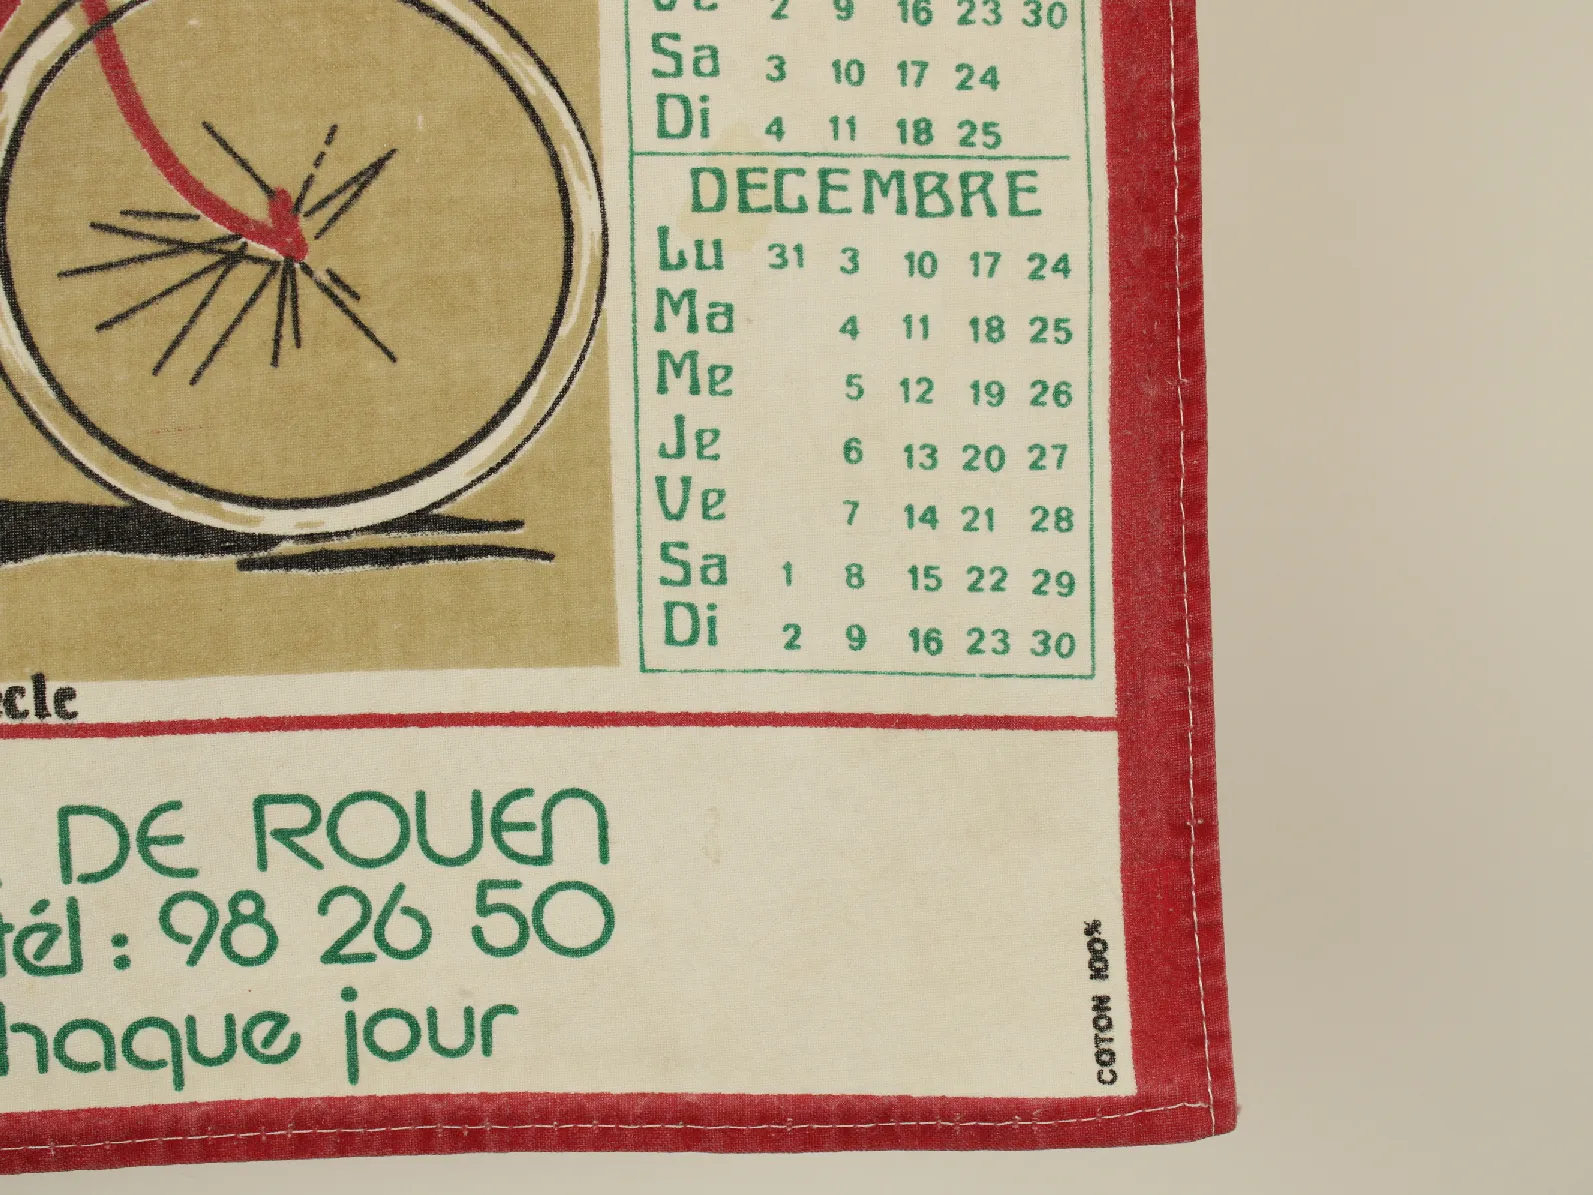 Ve 2 9 16 23 30
Sa 3 10 17 24
Di 4 11 18 25
DECEMBRE
Lu 31 3 10 17 24
Ma 4 11 18 25
Me 5 12 19 26
Je 6 13 20 27
Ve 7 14 21 28
Sa 1 8 15 22 29
Di 2 9 16 23 30
ecle
DE ROUEN
tél : 98 26 50
haque jour
COTON 100%